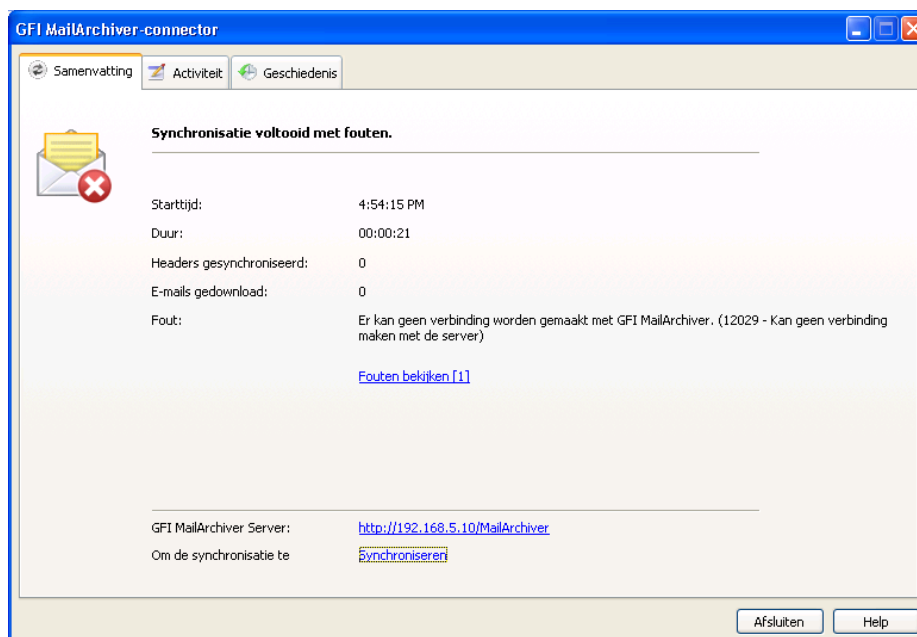 GFI MailArchiver-connector
Samenvatting Activiteit Geschiedenis
Synchronisatie voltooid met fouten.
Starttijd: 4:54:15 PM
Duur: 00:00:21
Headers gesynchroniseerd: 0
E-mails gedownload: 0
Fout: Er kan geen verbinding worden gemaakt met GFI MailArchiver. (12029 - Kan geen verbinding
maken met de server)
Fouten bekijken [1]
GFI MailArchiver Server: http://192.168.5.10/MailArchiver
Om de synchronisatie te Synchroniseren
Afsluiten Help